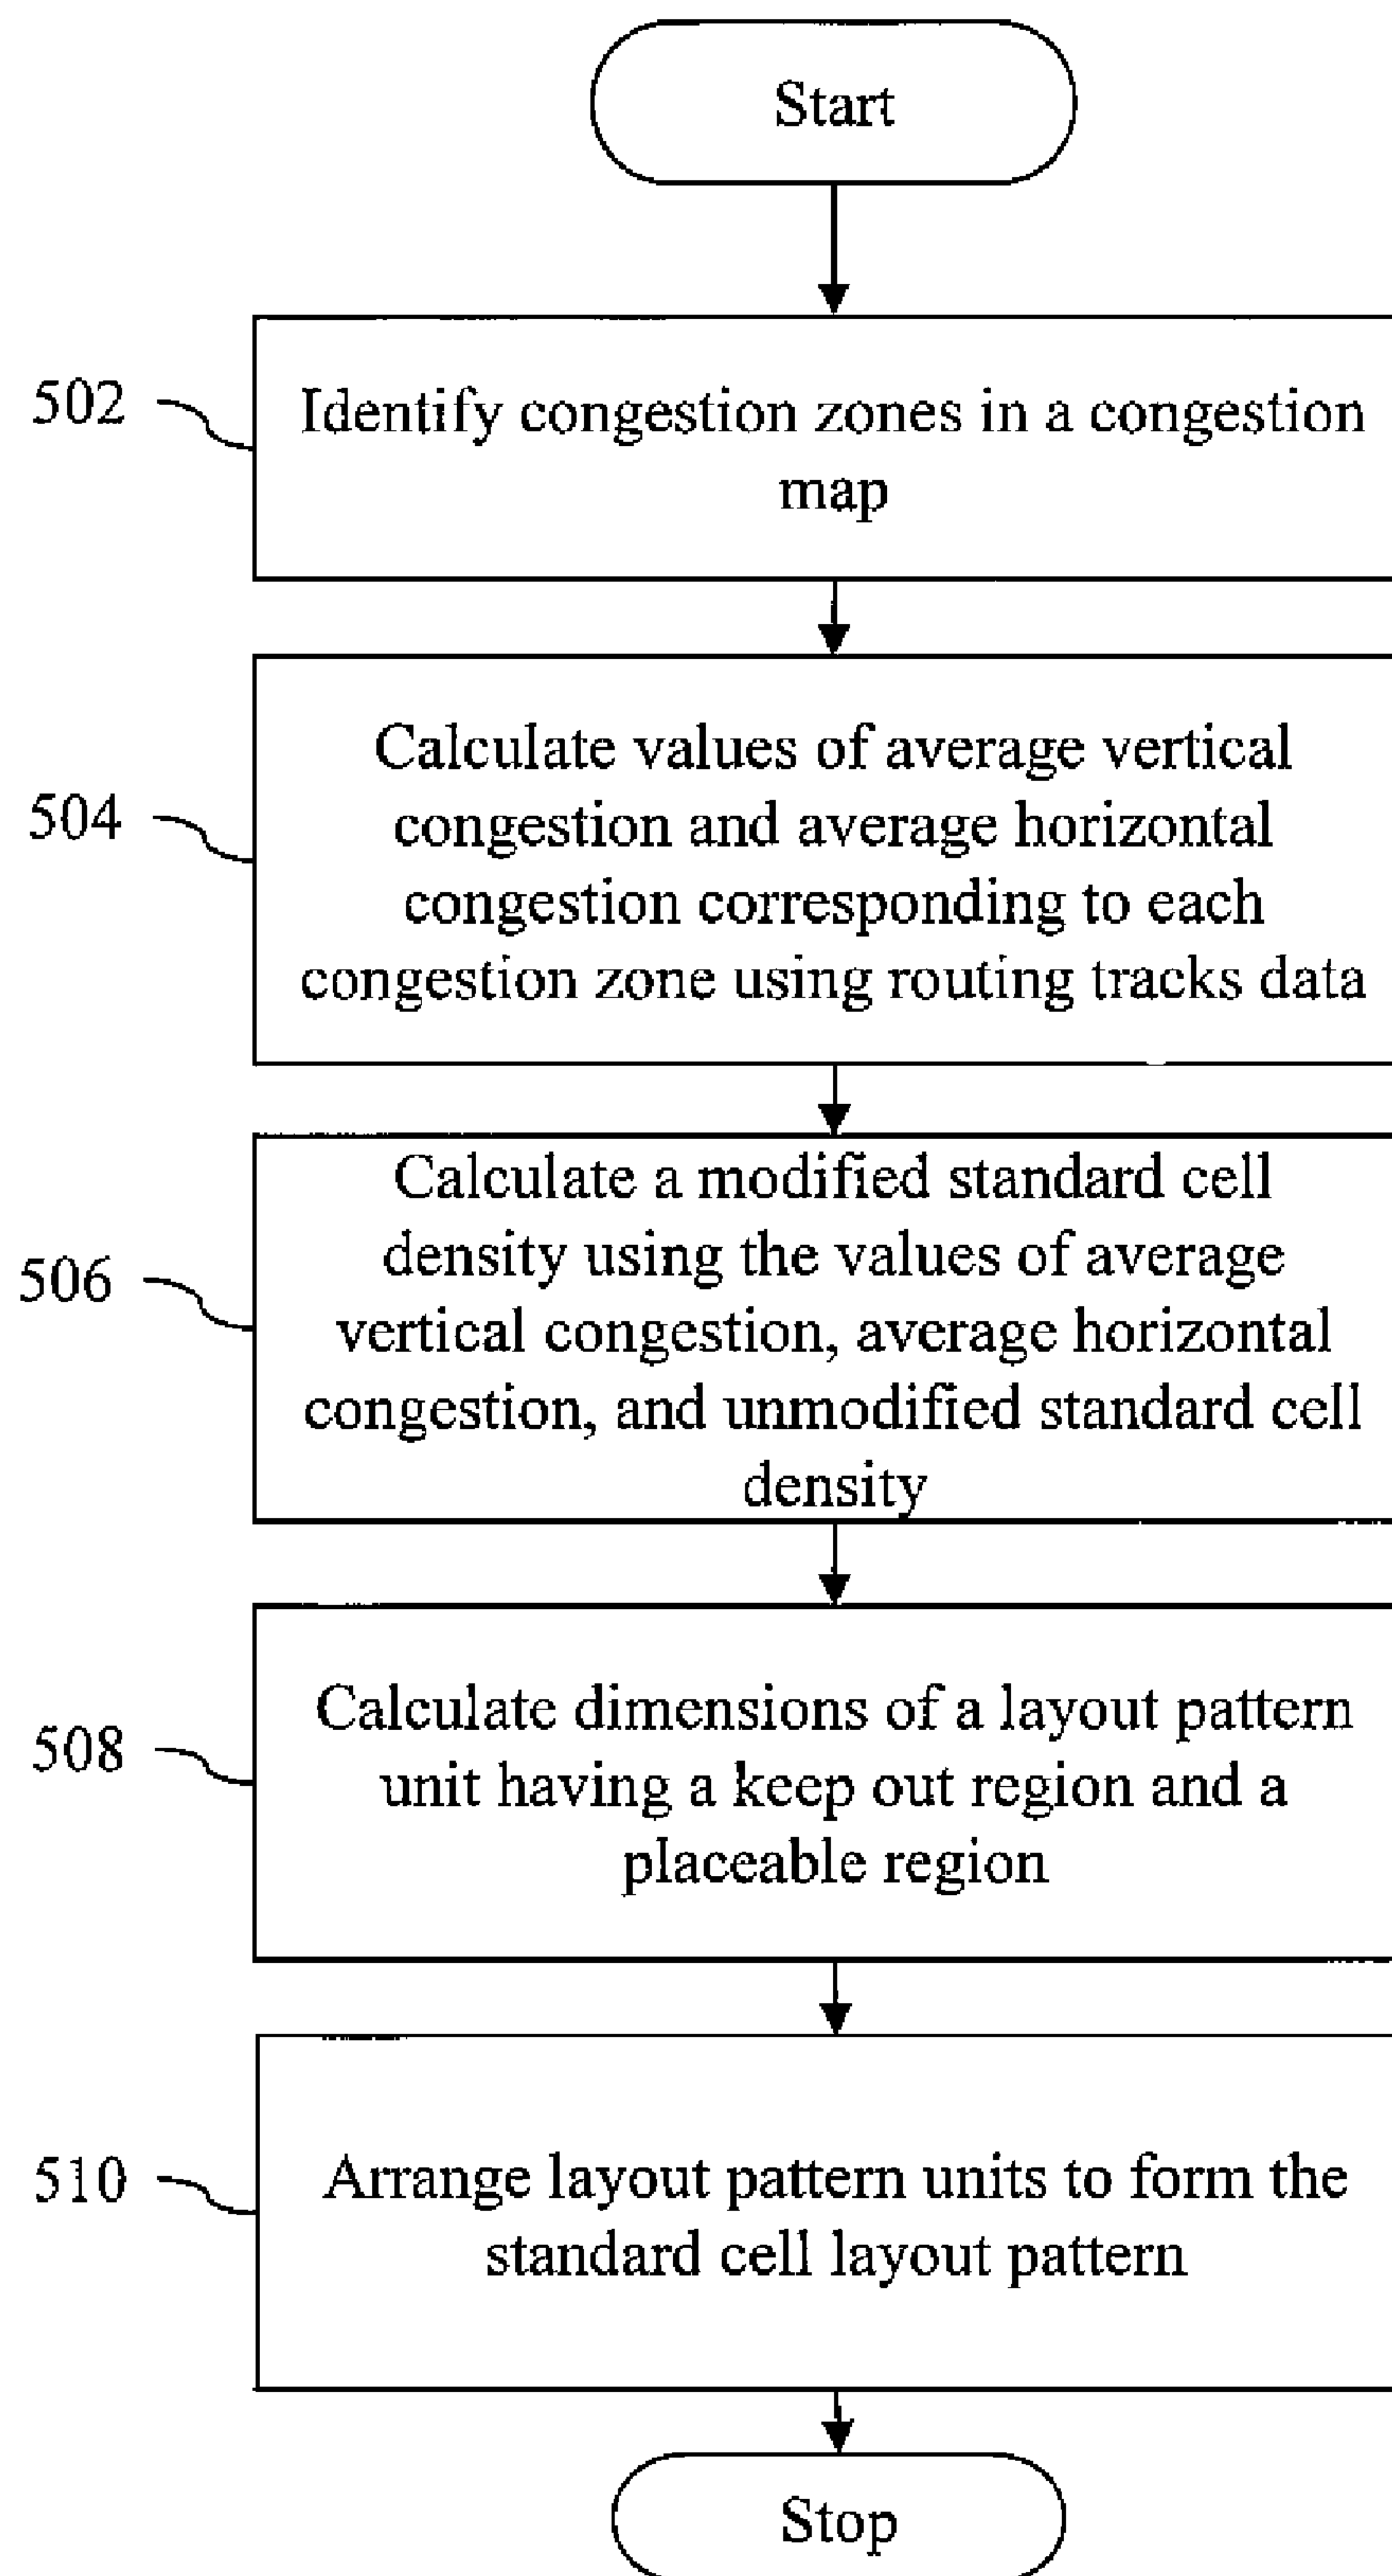 Start
502
Identify congestion zones in a congestion
map
504
Calculate values of average vertical
congestion and average horizontal
congestion corresponding to each
congestion zone using routing tracks data
506
Calculate a modified standard cell
density using the values of average
vertical congestion, average horizontal
congestion, and unmodified standard cell
density
508
Calculate dimensions of a layout pattern
unit having a keep out region and a
placeable region
510
Arrange layout pattern units to form the
standard cell layout pattern
Stop